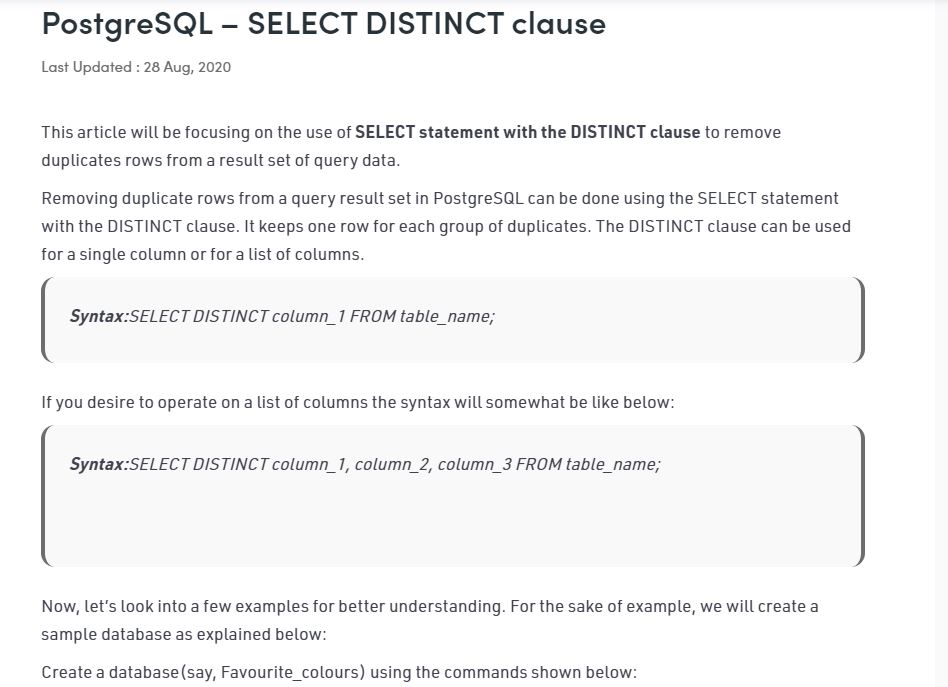 PostgreSQL – SELECT DISTINCT clause
Last Updated : 28 Aug, 2020
This article will be focusing on the use of SELECT statement with the DISTINCT clause to remove
duplicates rows from a result set of query data.
Removing duplicate rows from a query result set in PostgreSQL can be done using the SELECT statement
with the DISTINCT clause. It keeps one row for each group of duplicates. The DISTINCT clause can be used
for a single column or for a list of columns.
Syntax:SELECT DISTINCT column_1 FROM table_name;
If you desire to operate on a list of columns the syntax will somewhat be like below:
Syntax:SELECT DISTINCT column_1, column_2, column_3 FROM table_name;
Now, let’s look into a few examples for better understanding. For the sake of example, we will create a
sample database as explained below:
Create a database(say, Favourite_colours) using the commands shown below: